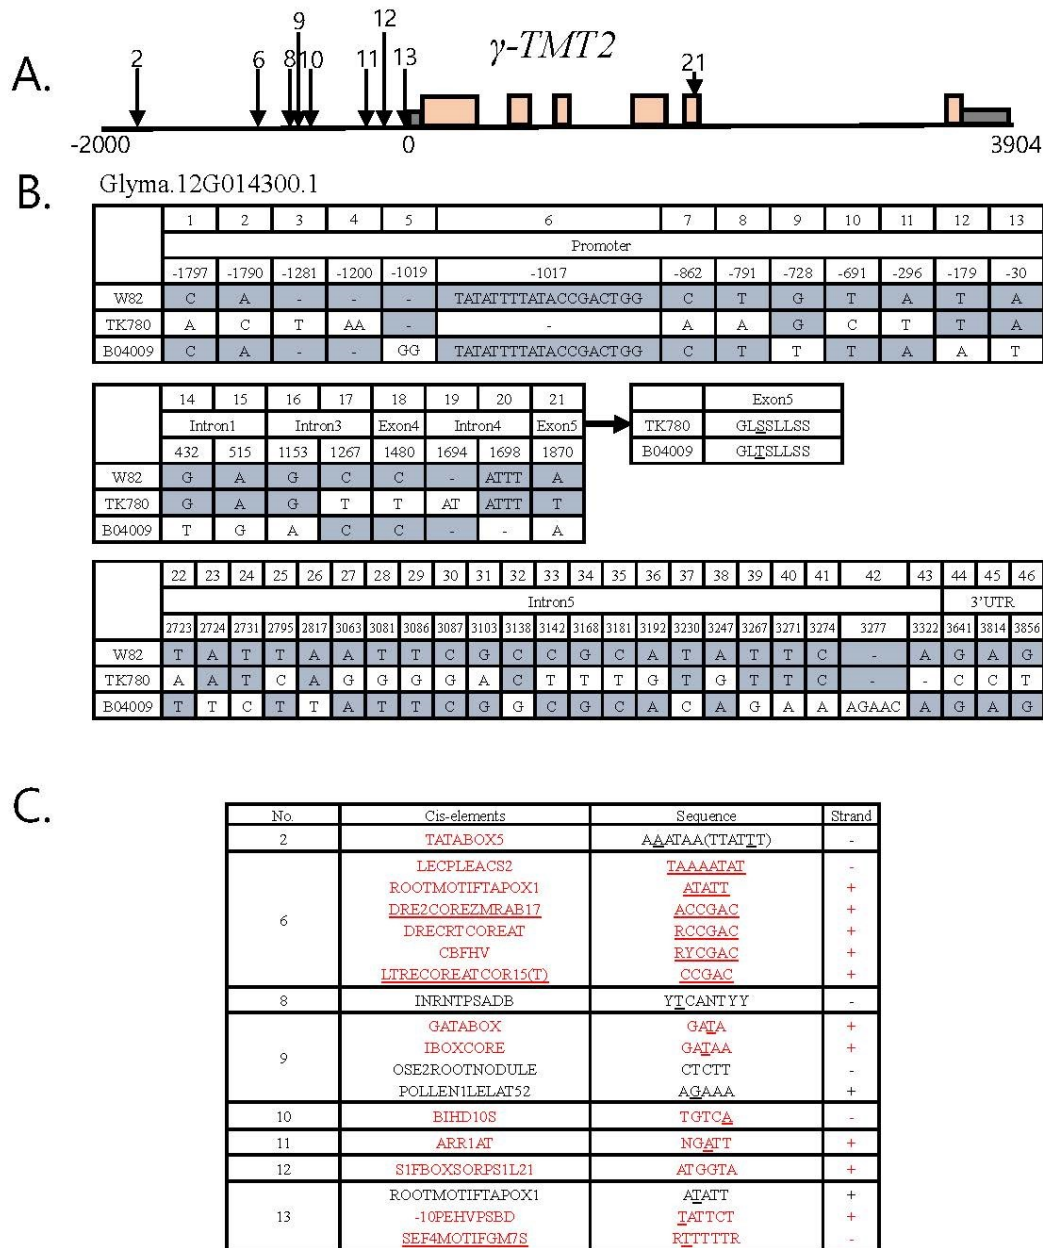 A.
9
12
2
6
8
10
11
13
γ-TMT2
21
-2000
0
3904
B.
Glyma.12G014300.1
1 2 3 4 5 6 7 8 9 10 11 12 13
Promoter
-1797 -1790 -1281 -1200 -1019 -1017 -862 -791 -728 -691 -296 -179 -30
W82 C A - - - TATATTTTATACCGACTGG C T G T A T A
TK780 A C T AA - - A A G C T T A
B04009 C A - - GG TATATTTTATACCGACTGG C T T T A A T
14 15 16 17 18 19 20 21
Intron1 Intron3 Exon4 Intron4 Exon5
432 515 1153 1267 1480 1694 1698 1870
W82 G A G C C - ATTT A
TK780 G A G T T AT ATTT T
B04009 T G A C C - - A
Exon5
TK780 GLSSLLSS
B04009 GLTSLLSS
22 23 24 25 26 27 28 29 30 31 32 33 34 35 36 37 38 39 40 41 42 43 44 45 46
Intron5 3'UTR
2723 2724 2731 2795 2817 3063 3081 3086 3087 3103 3138 3142 3168 3181 3192 3230 3247 3267 3271 3274 3277 3322 3641 3814 3856
W82 T A T T A A T T C G C C G C A T A T T C - A G A G
TK780 A A T C A G G G G A C T T T G T G T T C - - C C T
B04009 T T C T T A T T C G G C G C A C A G A A AGAAC A G A G
C.
No. Cis-elements Sequence Strand
2 TATABOX5 AAATAA(TTATTT) -
6 LECPLEACS2 TAAAATAT -
ROOTMOTIFTAPOX1 ATATT +
DRE2COREZMRAB17 ACCGAC +
DRECRTCOREAT RCCGAC +
CBFHV RYCGAC +
LTRECOREATCOR15(T) CCGAC +
8 INRNTPSADB YTCANTYY -
9 GATABOX GATA +
IBOXCORE GATAA +
OSE2ROOTNODULE CTCTT -
POLLEN1LELAT52 AGAAA +
10 BIHD10S TGTCA -
11 ARR1AT NGATT +
12 S1FBOXSORPS1L21 ATGGTA +
13 ROOTMOTIFTAPOX1 ATATT +
-10PEHVPSBD TATTCT +
SEF4MOTIFGM7S RTTTTTR -